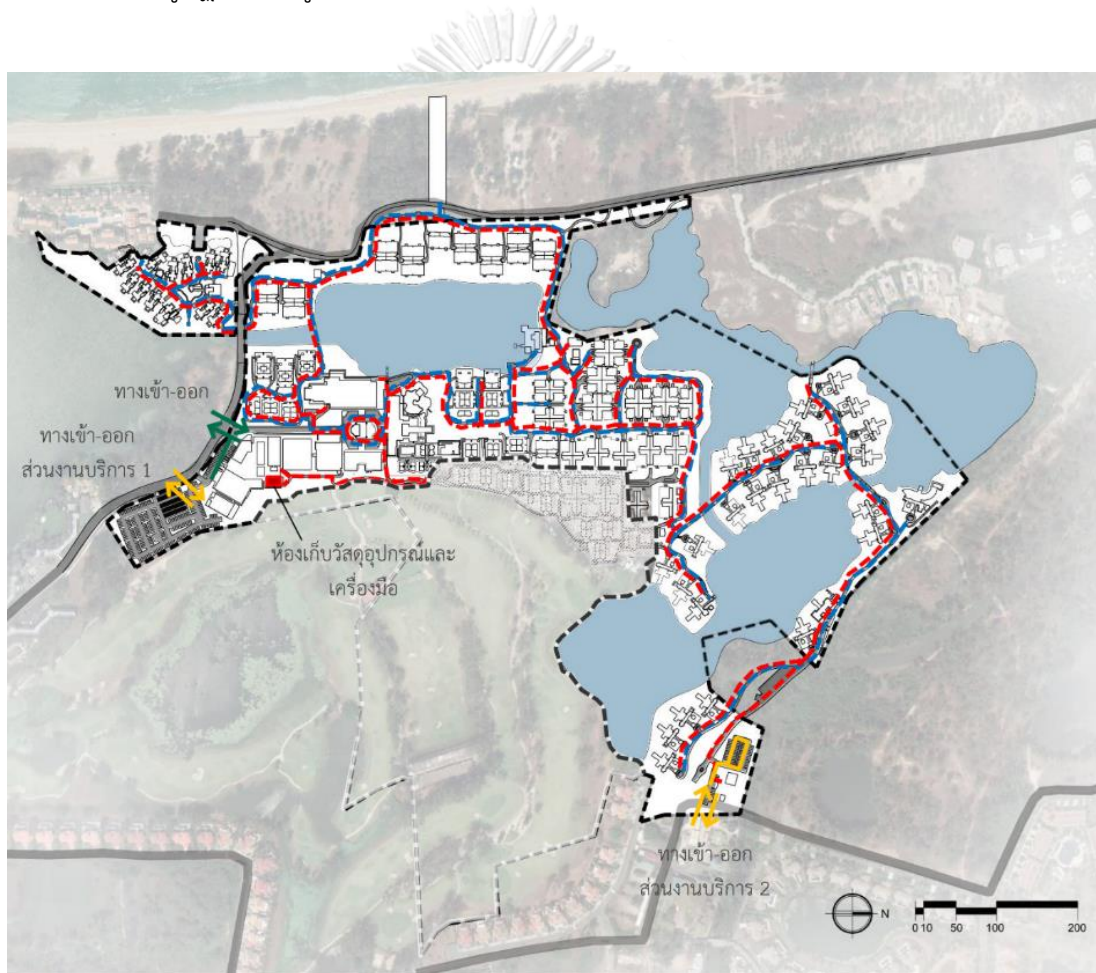 ทางเข้า-ออก
ทางเข้า-ออก
ส่วนงานบริการ 1
ห้องเก็บวัสดุอุปกรณ์และ
เครื่องมือ
ทางเข้า-ออก
ส่วนงานบริการ 2
N
0 10 50 100 200